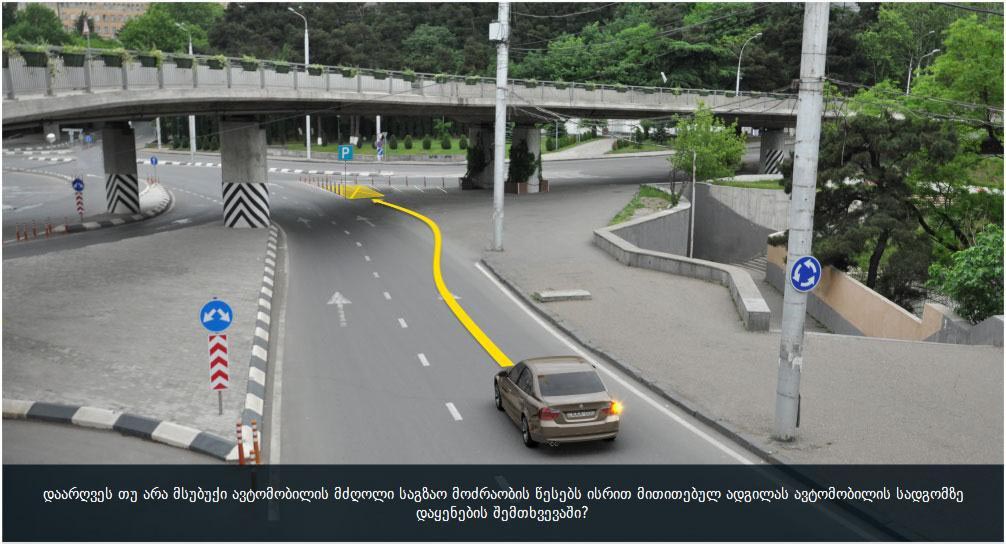 P
დაარღვევს თუ არა მსუბუქი ავტომობილის მძღოლი საგზაო მოძრაობის წესებს ისრით მითითებულ ადგილას ავტომობილის სადგომზე
დაყენების შემთხვევაში?